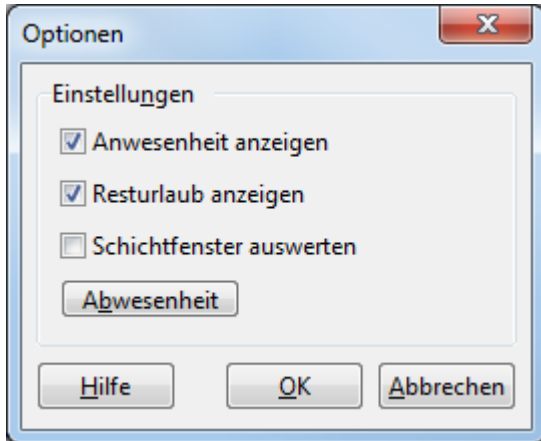 Optionen
Einstellungen
Anwesenheit anzeigen
Resturlaub anzeigen
Schichtfenster auswerten
Abwesenheit
Hilfe OK Abbrechen